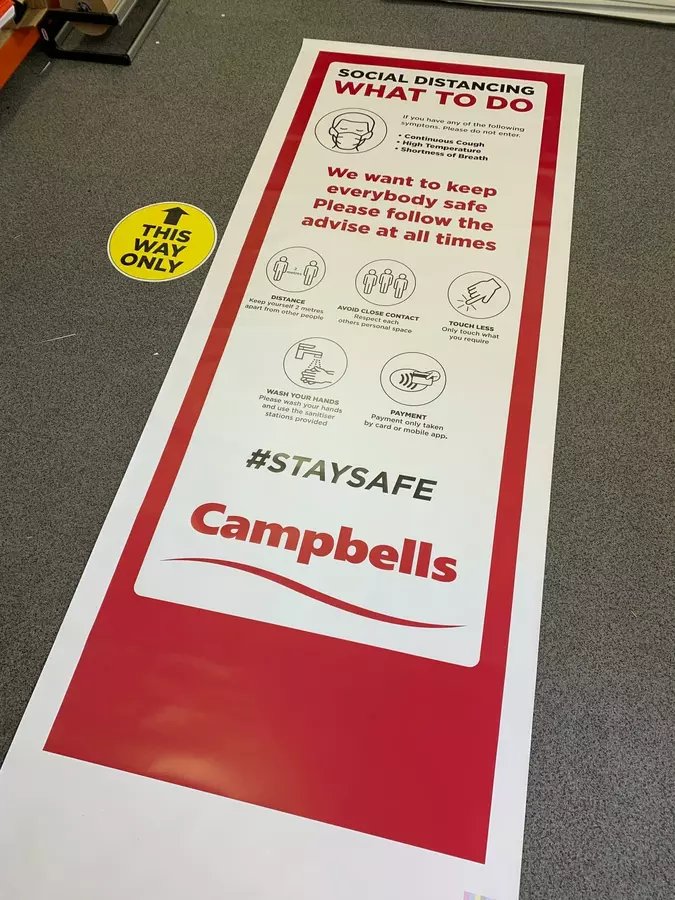 SOCIAL DISTANCING
WHAT TO DO
If you have any of the following
symptons. Please do not enter.
• Continuous Cough
• High Temperature
• Shortness of Breath
We want to keep
everybody safe
Please follow the
advise at all times
2
metres
DISTANCE
Keep yourself 2 metres
apart from other people
AVOID CLOSE CONTACT
Respect each
others personal space
TOUCH LESS
Only touch what
you require
WASH YOUR HANDS
Please wash your hands
and use the sanitiser
stations provided
PAYMENT
Payment only taken
by card or mobile app.
#STAYSAFE
Campbells
THIS
WAY
ONLY